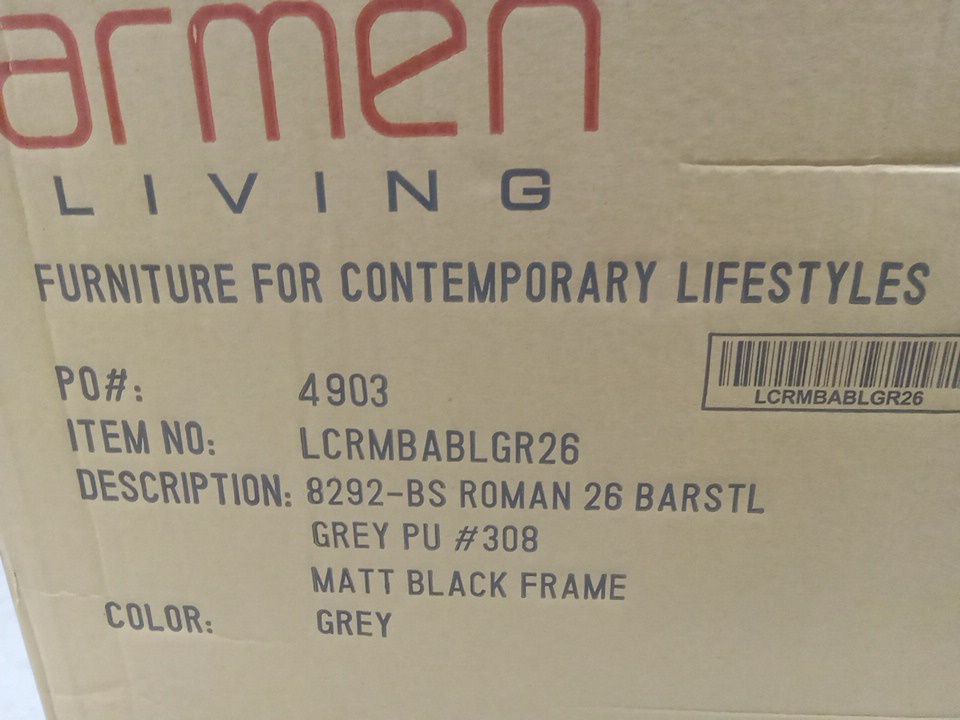 armen
LIVING
FURNITURE FOR CONTEMPORARY LIFESTYLES
LCRMBABLGR26
PO#: 4903
ITEM NO: LCRMBABLGR26
DESCRIPTION: 8292-BS ROMAN 26 BARSTL
GREY PU #308
MATT BLACK FRAME
COLOR: GREY